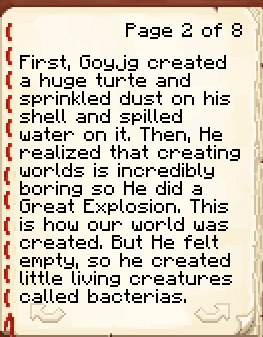 Page 2 of 8
First, Goyjg created
a huge turte and
sprinkled dust on his
shell and spilled
water on it. Then, He
realized that creating
worlds is incredibly
boring so He did a
Great Explosion. This
is how our world was
created. But He felt
empty, so he created
little living creatures
called bacterias.